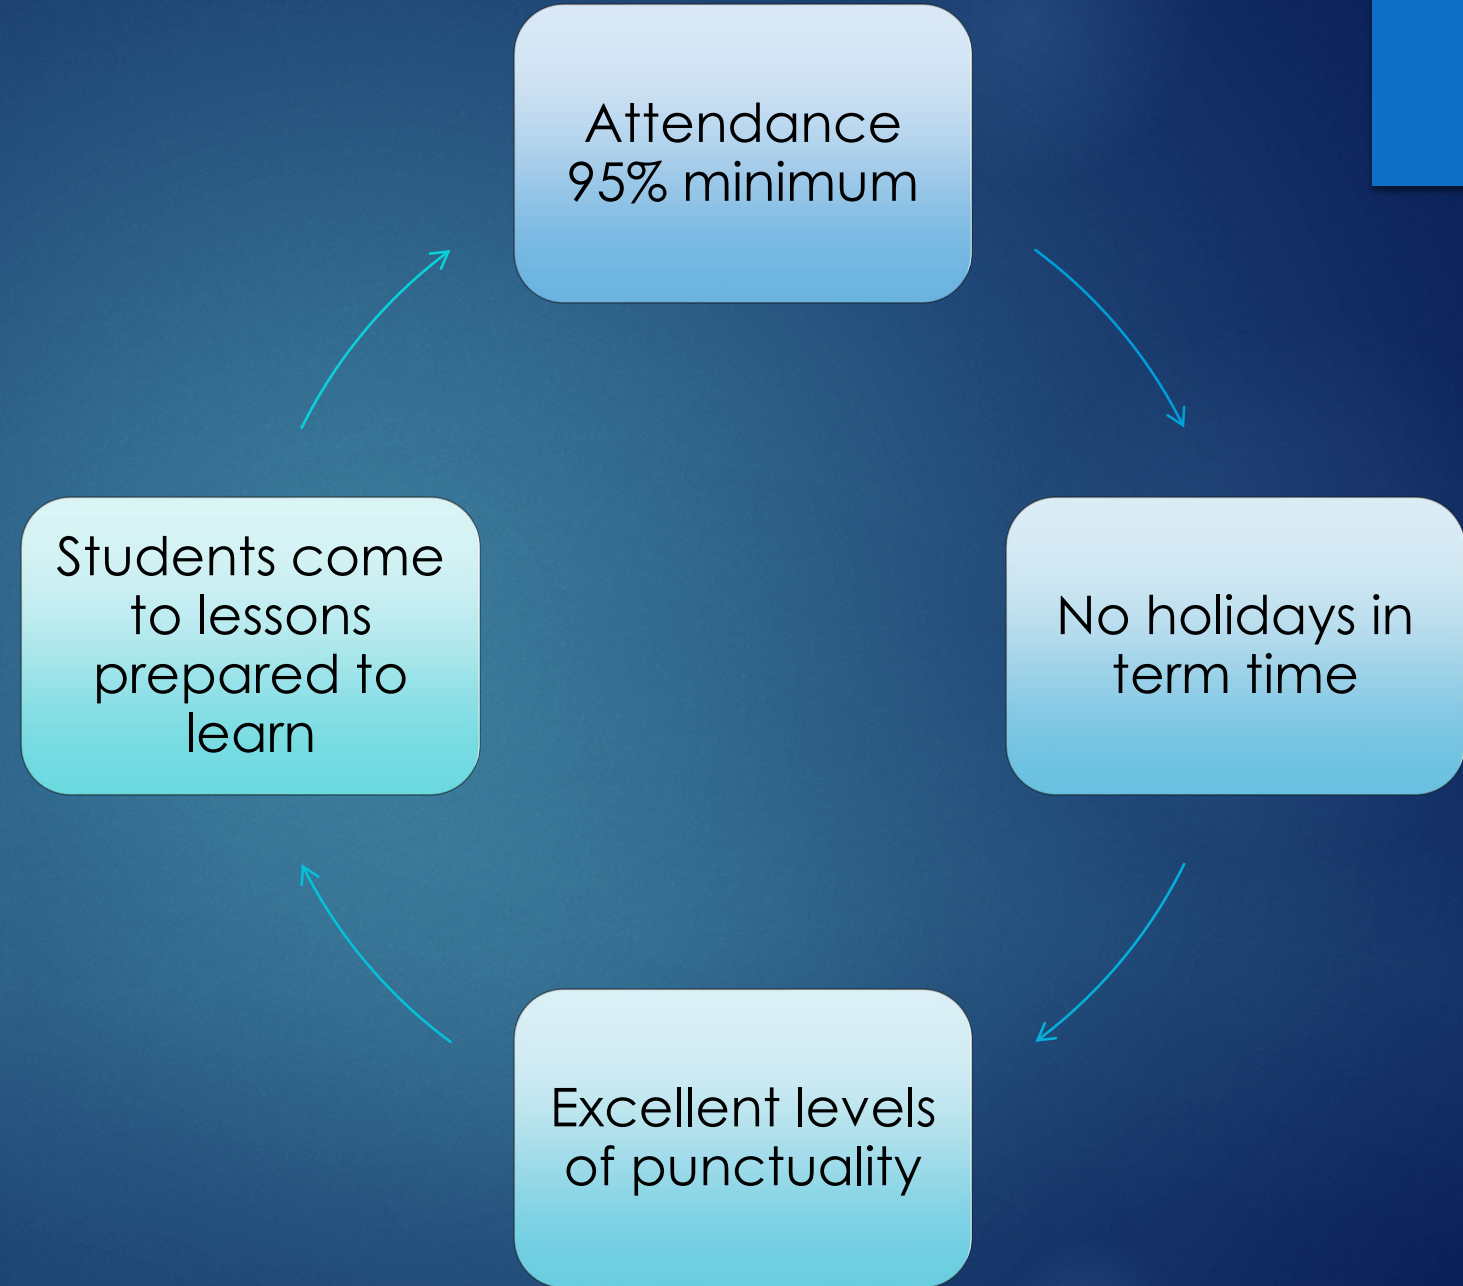 Attendance
95% minimum
No holidays in
term time
Excellent levels
of punctuality
Students come
to lessons
prepared to
learn